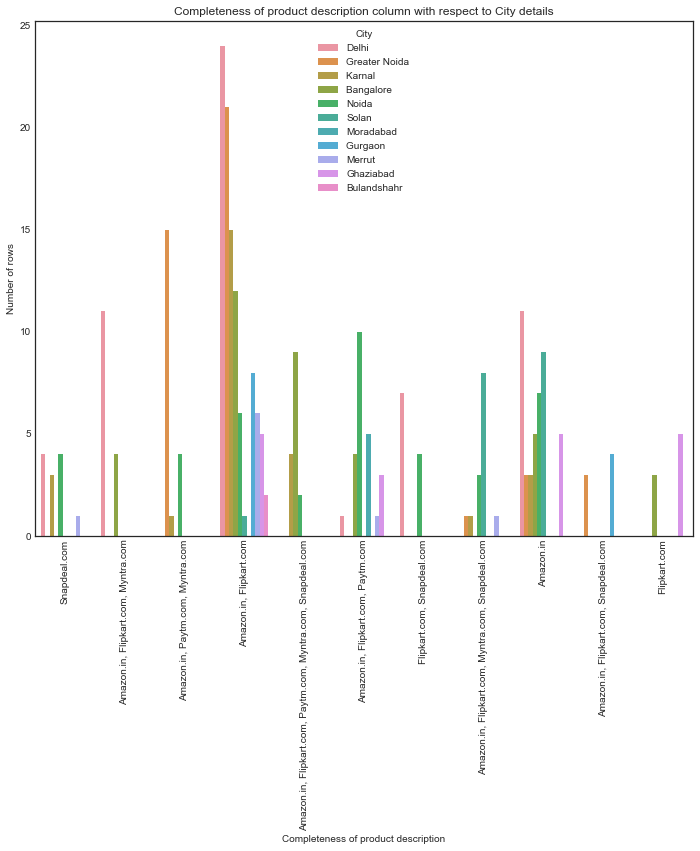 Completeness of product description column with respect to City details
City
Delhi
Greater Noida
Karnal
Bangalore
Noida
Solan
Moradabad
Gurgaon
Merrut
Ghaziabad
Bulandshahr
Number of rows
25
20
15
10
5
0
Snapdeal.com
Amazon.in, Flipkart.com, Myntra.com
Amazon.in, Paytm.com, Myntra.com
Amazon.in, Flipkart.com
Amazon.in, Flipkart.com, Paytm.com, Myntra.com, Snapdeal.com
Amazon.in, Flipkart.com, Paytm.com
Flipkart.com, Snapdeal.com
Amazon.in, Flipkart.com, Myntra.com, Snapdeal.com
Amazon.in
Amazon.in, Flipkart.com, Snapdeal.com
Flipkart.com
Completeness of product description